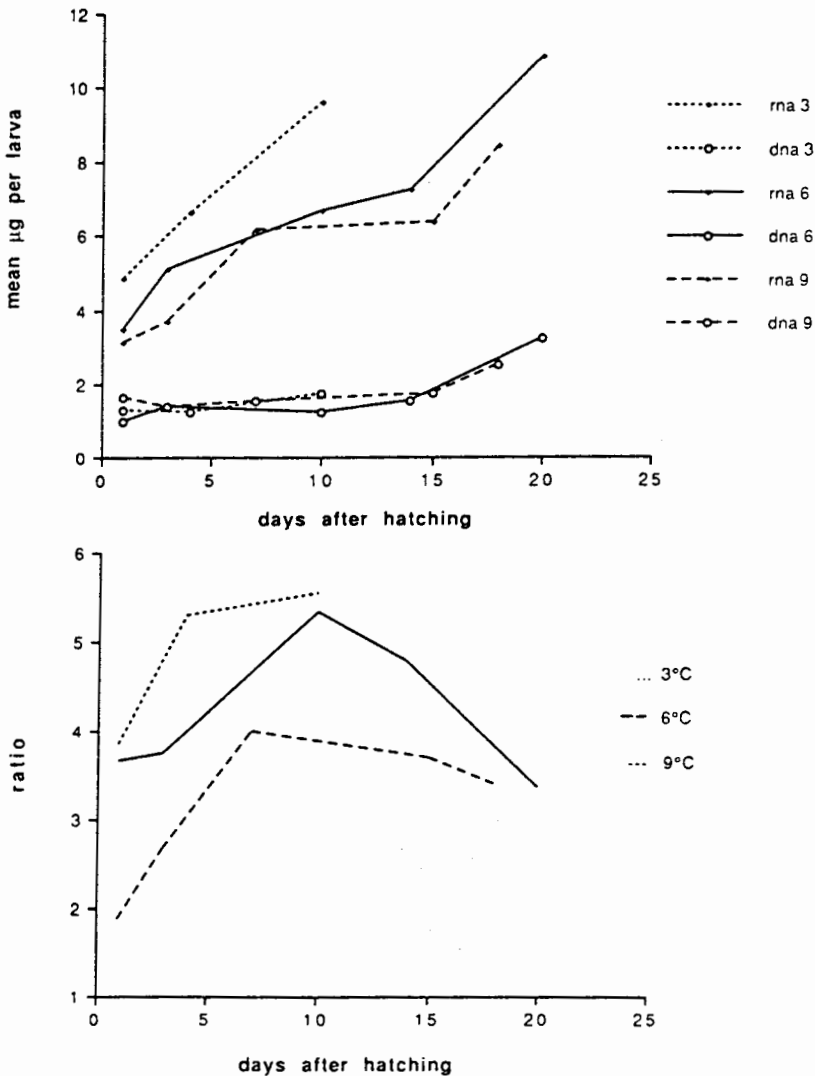 12
10
8
6
4
2
0
mean µg per larva
0 5 10 15 20 25
days after hatching
rna 3
dna 3
rna 6
dna 6
rna 9
dna 9
6
5
4
3
2
1
ratio
0 5 10 15 20 25
days after hatching
3°C
6°C
9°C